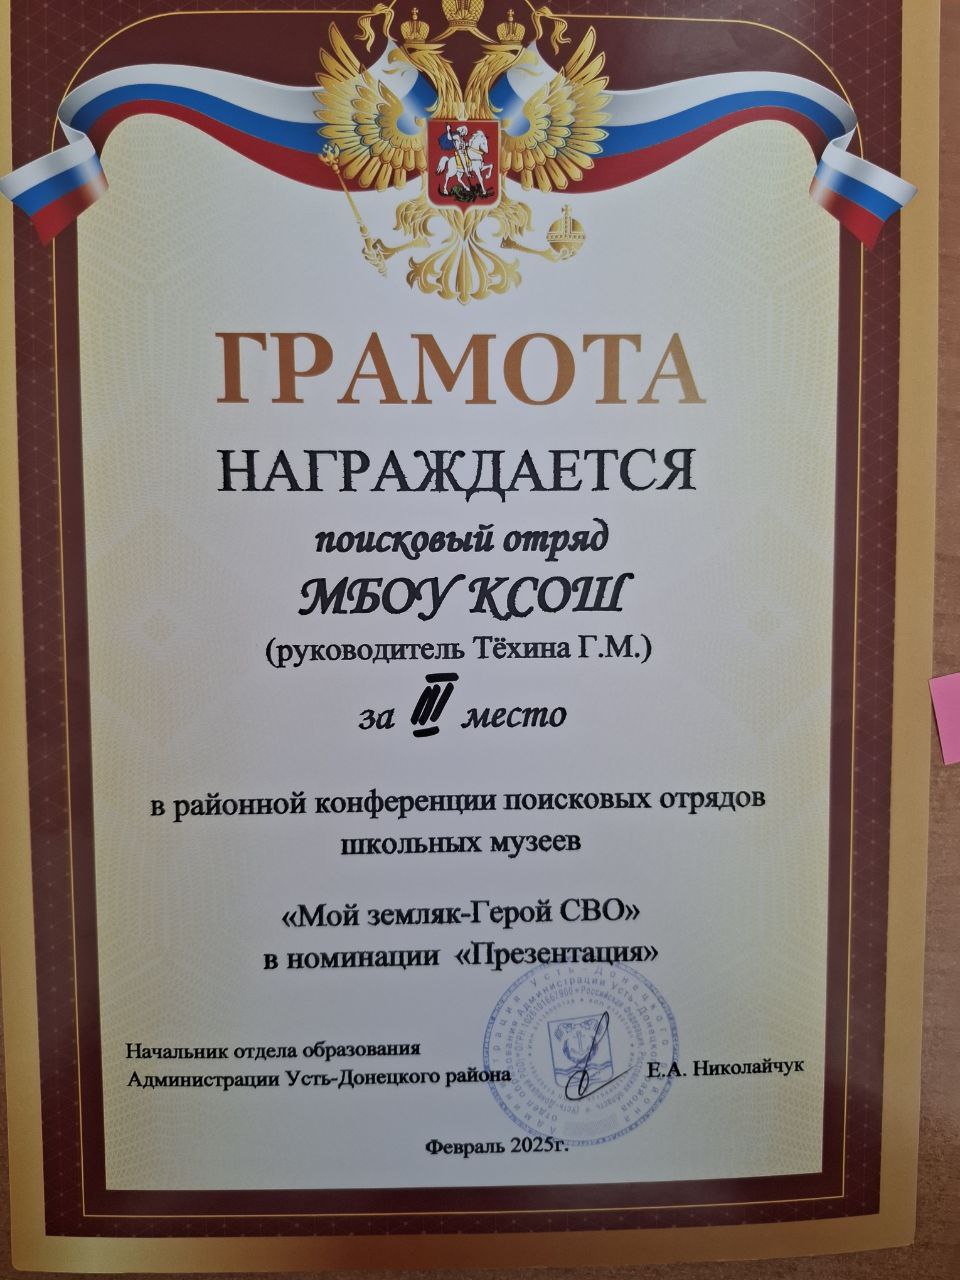 ГРАМОТА
НАГРАЖДАЕТСЯ
поисковый отряд
МБОУ КСОШ
(руководитель Тёхина Г.М.)
за III место
в районной конференции поисковых отрядов
школьных музеев
«Мой земляк-Герой СВО»
в номинации «Презентация»
Начальник отдела образования
Администрации Усть-Донецкого района
Е.А. Николайчук
Февраль 2025г.